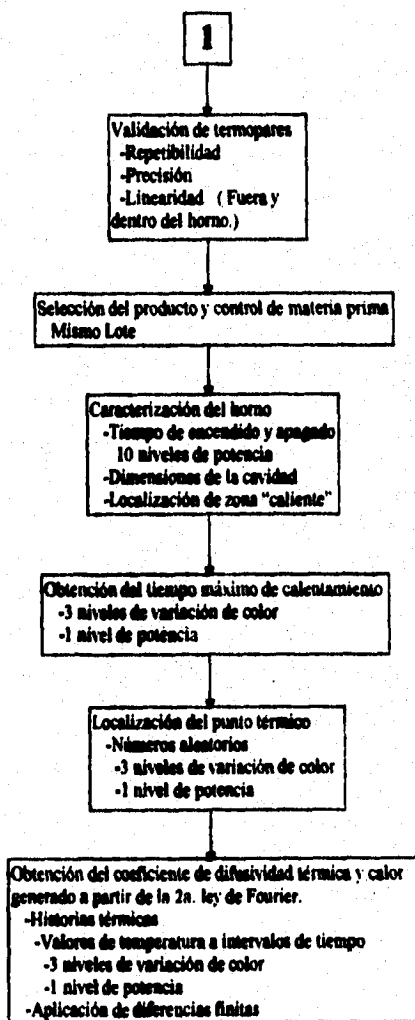 1
Validación de termopares
-Repetibilidad
-Precisión
-Linearidad ( Fuera y
dentro del horno.)
Selección del producto y control de materia prima
Mismo Lote
Caracterización del horno
-Tiempo de encendido y apagado
10 niveles de potencia
-Dimensiones de la cavidad
-Localización de zona "caliente"
Obtención del tiempo máximo de calentamiento
-3 niveles de variación de color
-1 nivel de potencia
Localización del punto térmico
-Números aleatorios
-3 niveles de variación de color
-1 nivel de potencia
Obtención del coeficiente de difusividad térmica y calor
generado a partir de la 2a. ley de Fourier.
-Historias térmicas
-Valores de temperatura a intervalos de tiempo
-3 niveles de variación de color
-1 nivel de potencia
-Aplicación de diferencias finitas